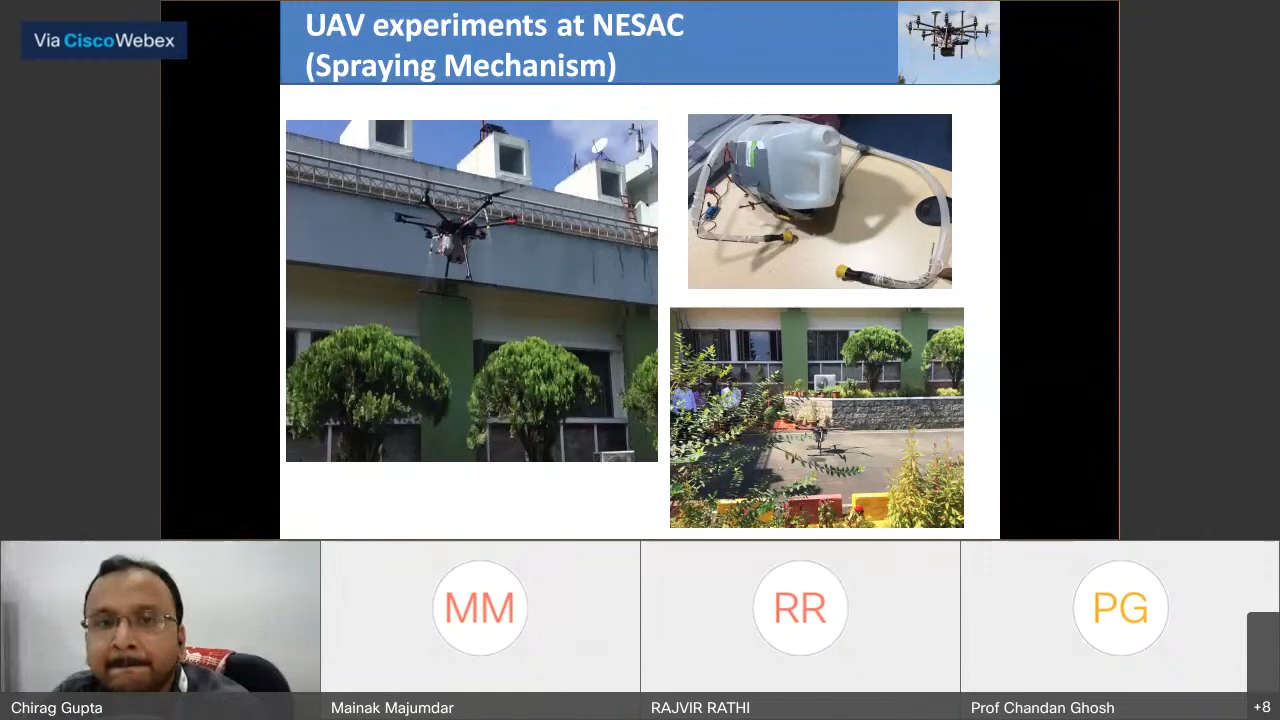 UAV experiments at NESAC
(Spraying Mechanism)
Via CiscoWebex
MM
RR
PG
Chirag Gupta
Mainak Majumdar
RAJVIR RATHI
Prof Chandan Ghosh
+8